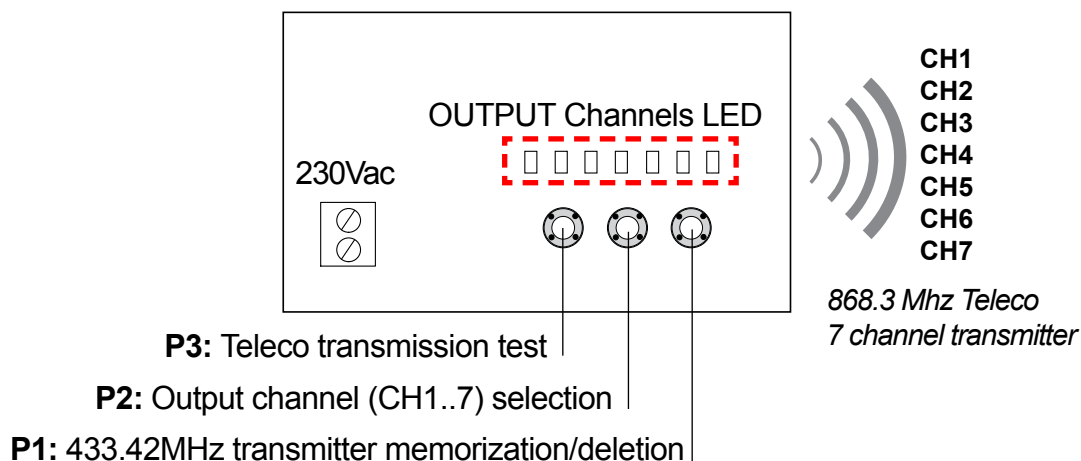 OUTPUT Channels LED
230Vac
CH1
CH2
CH3
CH4
CH5
CH6
CH7
868.3 Mhz Teleco
7 channel transmitter
P3: Teleco transmission test
P2: Output channel (CH1..7) selection
P1: 433.42MHz transmitter memorization/deletion